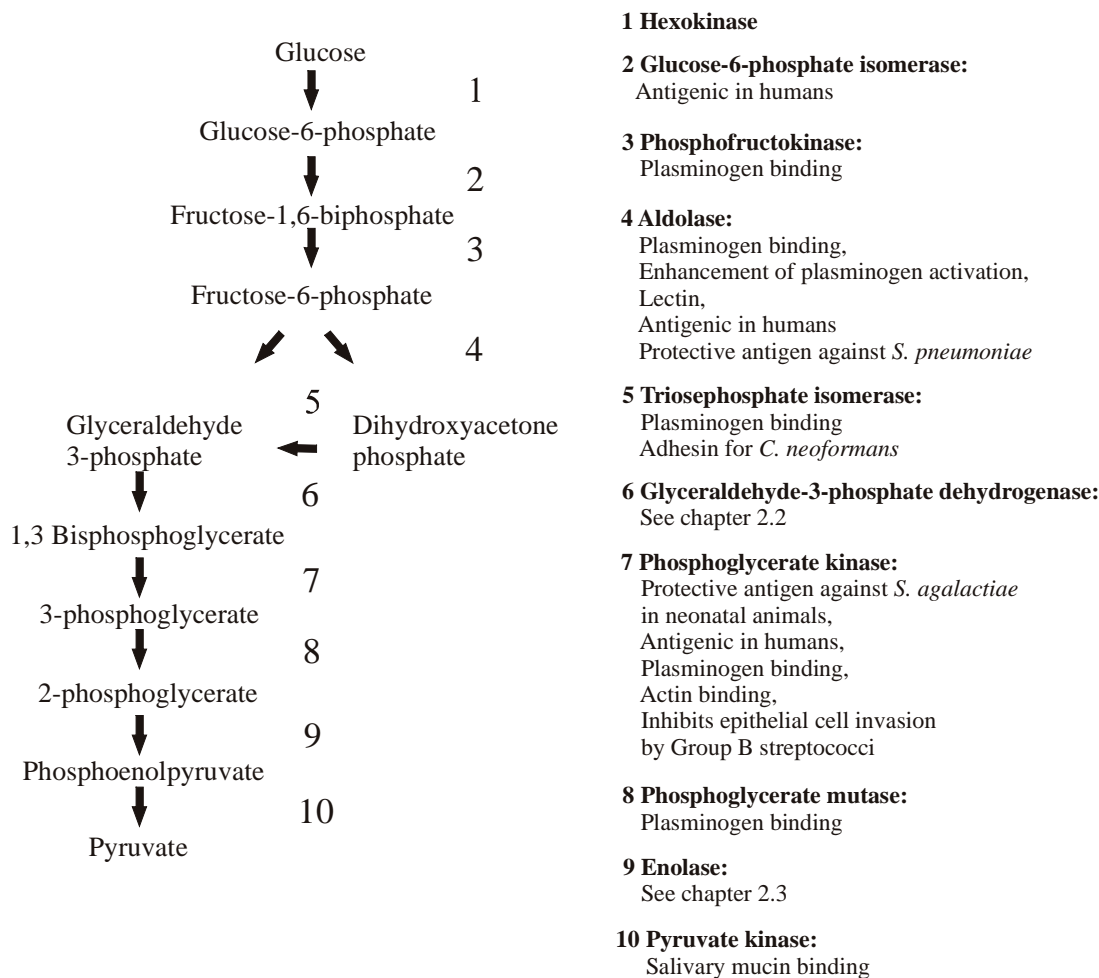 Glucose
1
Glucose-6-phosphate
2
Fructose-1,6-biphosphate
3
Fructose-6-phosphate
4
5
Glyceraldehyde
3-phosphate
Dihydroxyacetone
phosphate
6
1,3 Bisphosphoglycerate
7
3-phosphoglycerate
8
2-phosphoglycerate
9
Phosphoenolpyruvate
10
Pyruvate
1 Hexokinase
2 Glucose-6-phosphate isomerase:
Antigenic in humans
3 Phosphofructokinase:
Plasminogen binding
4 Aldolase:
Plasminogen binding,
Enhancement of plasminogen activation,
Lectin,
Antigenic in humans
Protective antigen against S. pneumoniae
5 Triosephosphate isomerase:
Plasminogen binding
Adhesin for C. neoformans
6 Glyceraldehyde-3-phosphate dehydrogenase:
See chapter 2.2
7 Phosphoglycerate kinase:
Protective antigen against S. agalactiae
in neonatal animals,
Antigenic in humans,
Plasminogen binding,
Actin binding,
Inhibits epithelial cell invasion
by Group B streptococci
8 Phosphoglycerate mutase:
Plasminogen binding
9 Enolase:
See chapter 2.3
10 Pyruvate kinase:
Salivary mucin binding